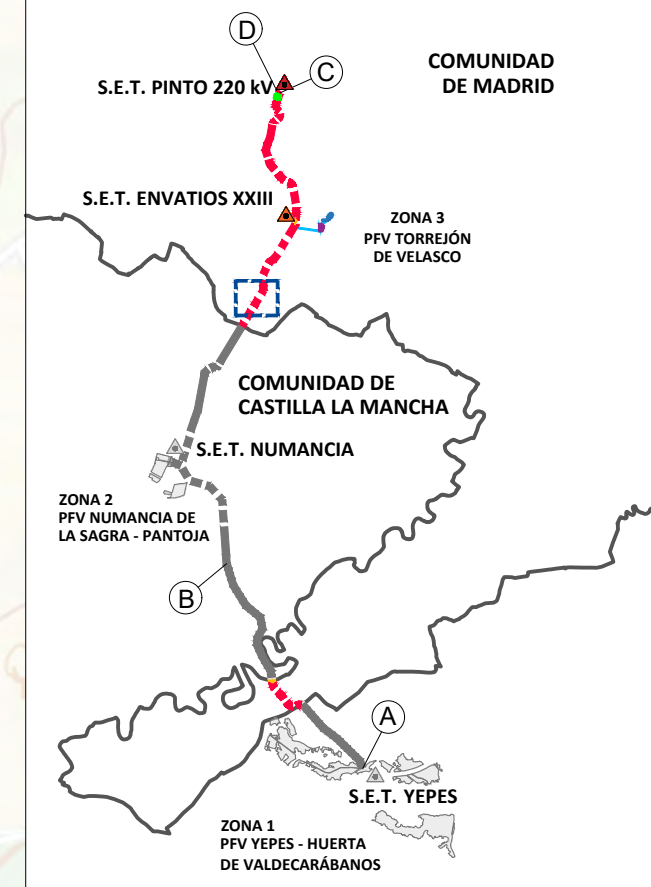 D
C
COMUNIDAD
DE MADRID
S.E.T. PINTO 220 kV
S.E.T. ENVATIOS XXIII
ZONA 3
PFV TORREJÓN
DE VELASCO
COMUNIDAD DE
CASTILLA LA MANCHA
S.E.T. NUMANCIA
ZONA 2
PFV NUMANCIA DE
LA SAGRA - PANTOJA
B
A
S.E.T. YEPES
ZONA 1
PFV YEPES - HUERTA
DE VALDECARÁBANOS